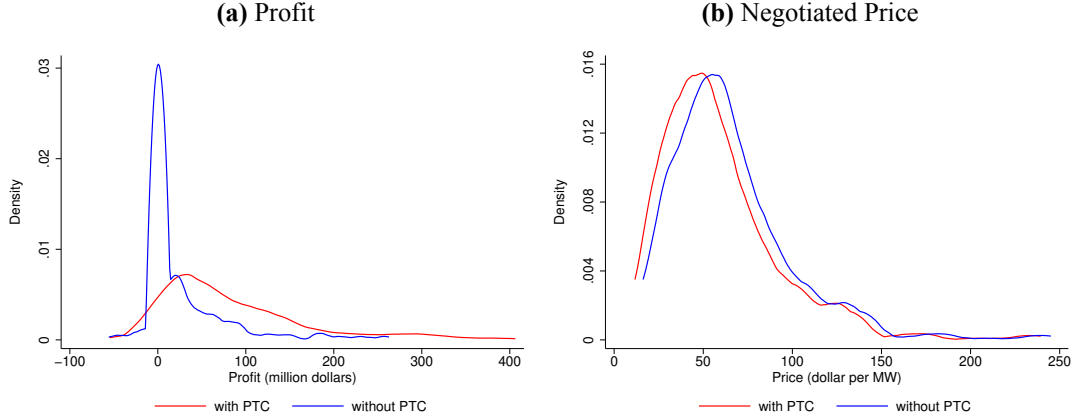 (a) Profit
(b) Negotiated Price
Density
0
.01
.02
.03
−100
0
100
200
300
400
Profit (million dollars)
with PTC
without PTC
Density
0
.004
.008
.012
.016
0
50
100
150
200
250
Price (dollar per MW)
with PTC
without PTC